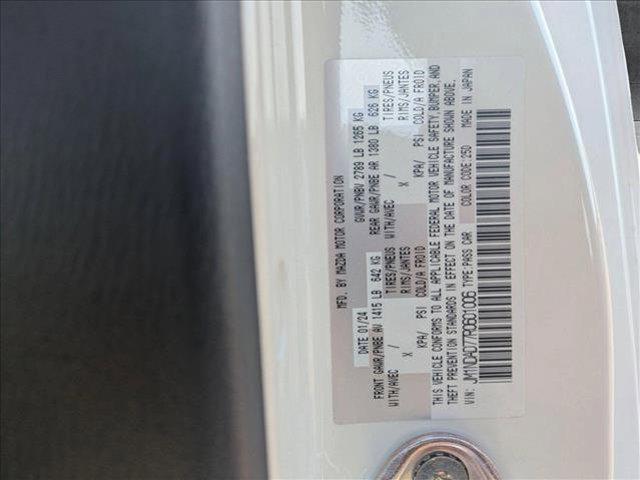 MFD. BY MAZDA MOTOR CORPORATION
DATE 01/24 GVWR/PNBV 2789 LB 1265 KG
FRONT GAWR/PNBE AV 1415 LB 642 KG REAR GAWR/PNBE AR 1380 LB 626 KG
WITH/AVEC TIRES/PNEUS WITH/AVEC TIRES/PNEUS
X RIMS/JANTES X RIMS/JANTES
/ KPA/ PSI COLD/A FROID / KPA/ PSI COLD/A FROID
THIS VEHICLE CONFORMS TO ALL APPLICABLE FEDERAL MOTOR VEHICLE SAFETY, BUMPER, AND
THEFT PREVENTION STANDARDS IN EFFECT ON THE DATE OF MANUFACTURE SHOWN ABOVE.
VIN: JM1NDAD77R0601006 TYPE:PASS CAR COLOR CODE:25D MADE IN JAPAN